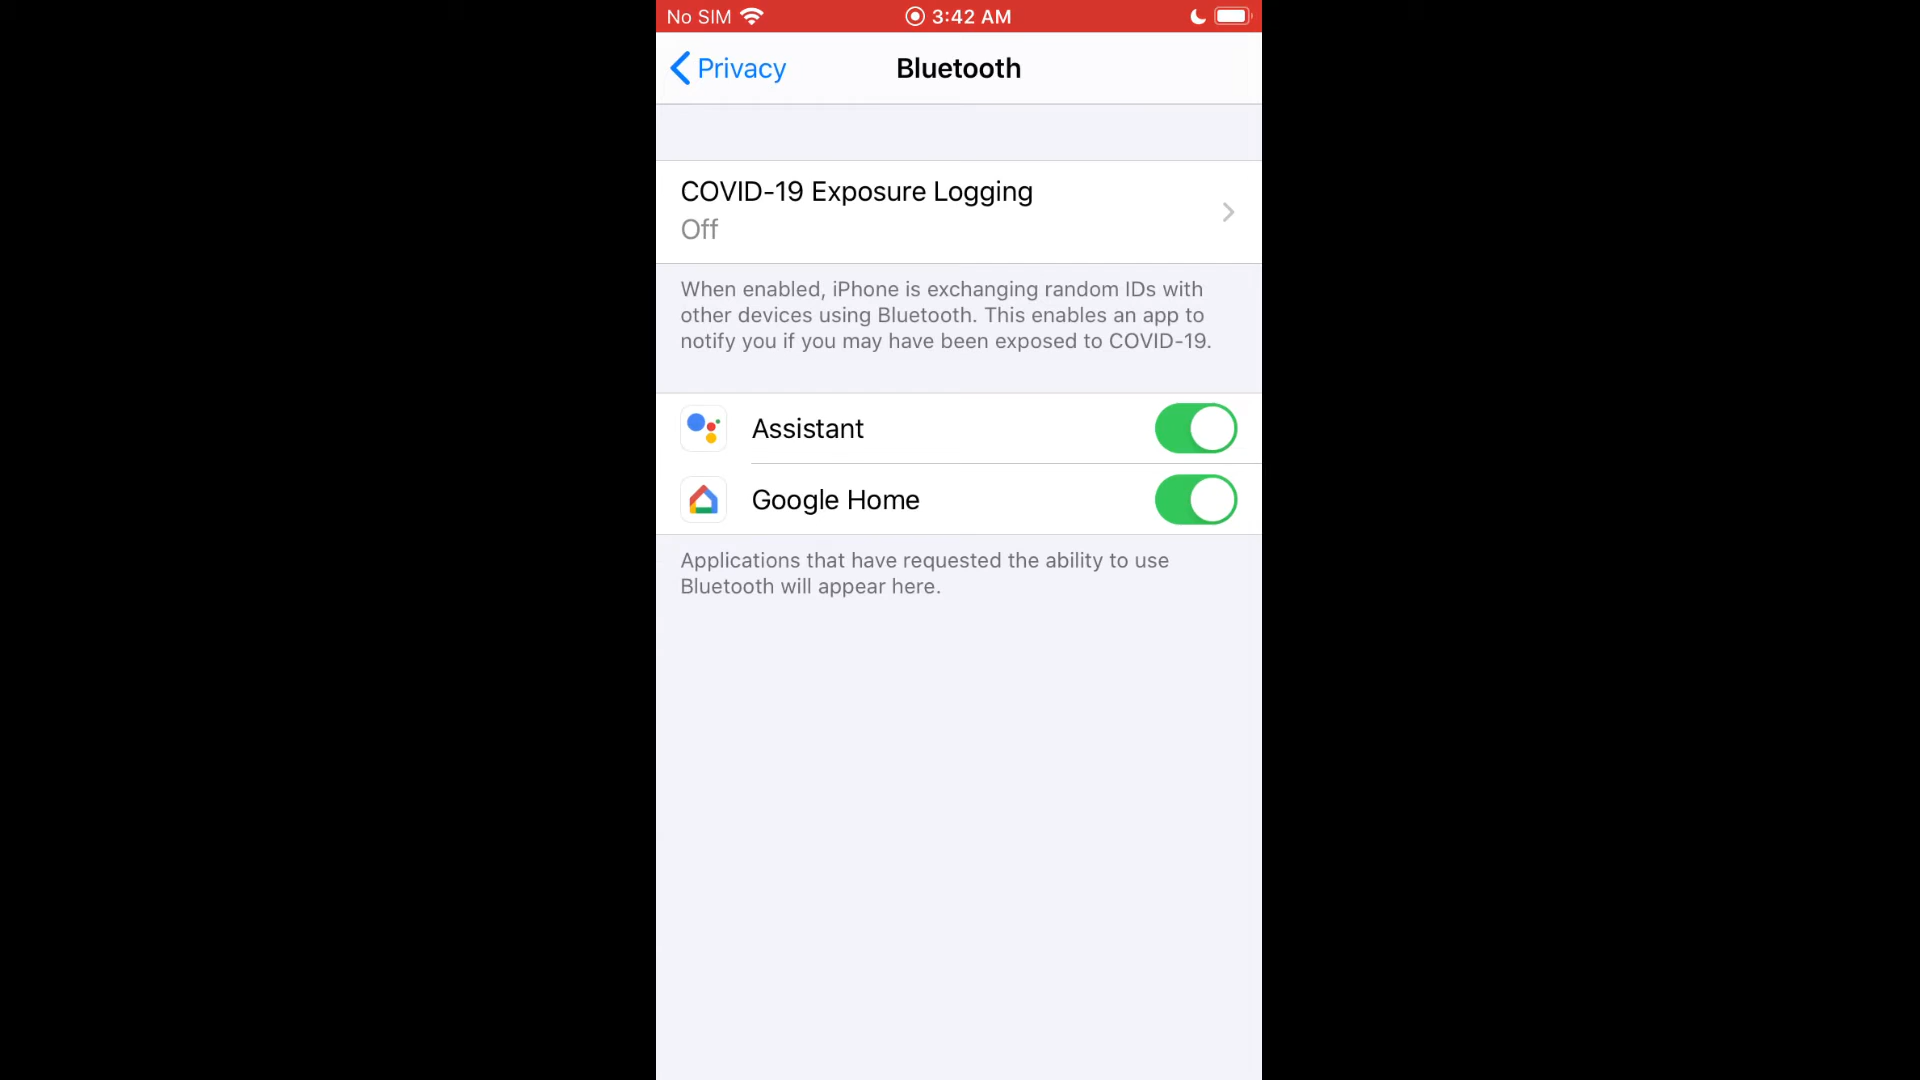 No SIM 3:42 AM
Privacy Bluetooth
COVID-19 Exposure Logging
Off
When enabled, iPhone is exchanging random IDs with
other devices using Bluetooth. This enables an app to
notify you if you may have been exposed to COVID-19.
Assistant
Google Home
Applications that have requested the ability to use
Bluetooth will appear here.